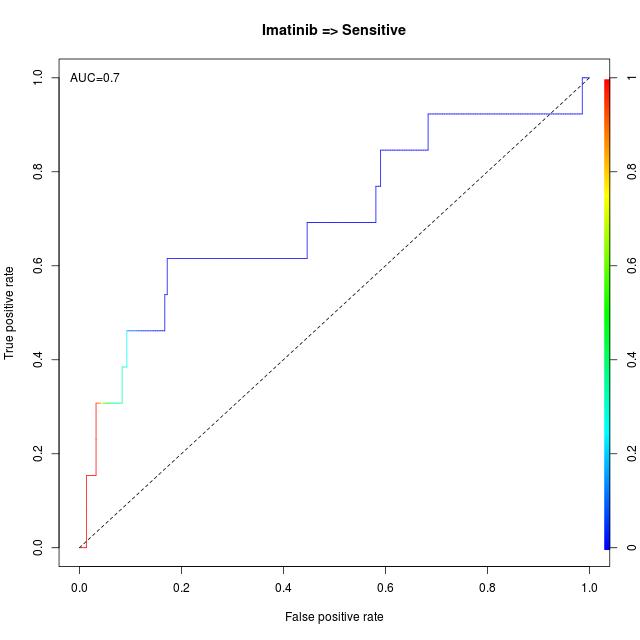 Imatinib => Sensitive
AUC=0.7
True positive rate
1.0
0.8
0.6
0.4
0.2
0.0
0.0 0.2 0.4 0.6 0.8 1.0
False positive rate
1
0.8
0.6
0.4
0.2
0